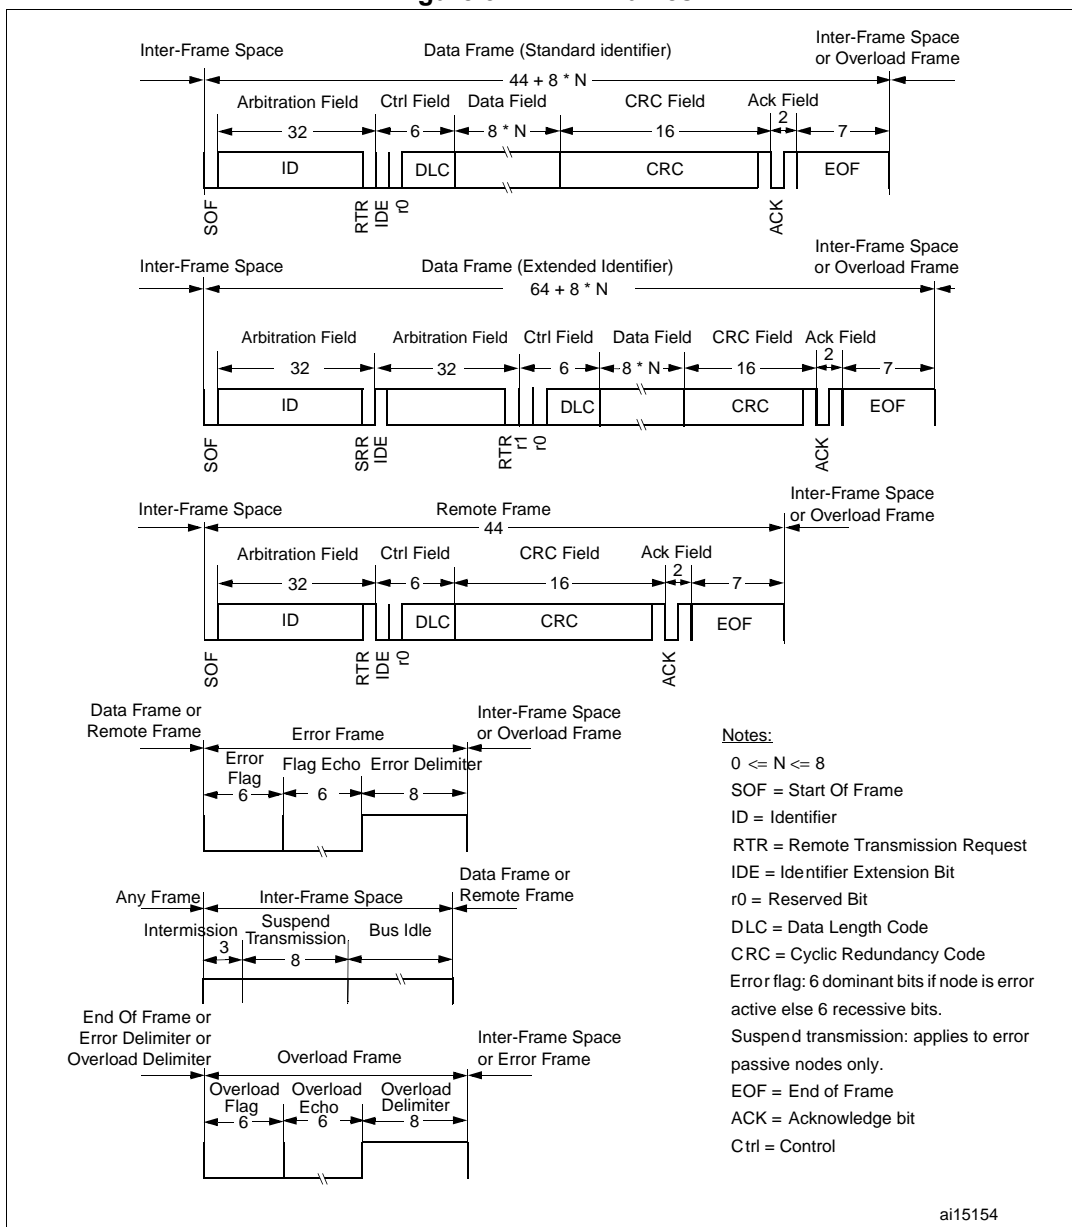 Inter-Frame Space
Data Frame (Standard identifier)
Inter-Frame Space
or Overload Frame
44 + 8 * N
Arbitration Field
Ctrl Field
Data Field
CRC Field
Ack Field
32
6
8 * N
16
2
7
ID
DLC
CRC
EOF
SOF
RTR
IDE
r0
ACK
Inter-Frame Space
Data Frame (Extended Identifier)
Inter-Frame Space
or Overload Frame
64 + 8 * N
Arbitration Field
Arbitration Field
Ctrl Field
Data Field
CRC Field
Ack Field
32
32
6
8 * N
16
2
7
ID
DLC
CRC
EOF
SOF
SRR
IDE
RTR
r1
r0
ACK
Inter-Frame Space
Remote Frame
Inter-Frame Space
or Overload Frame
44
Arbitration Field
Ctrl Field
CRC Field
Ack Field
32
6
16
2
7
ID
DLC
CRC
EOF
SOF
RTR
IDE
r0
ACK
Data Frame or
Remote Frame
Error Frame
Inter-Frame Space
or Overload Frame
Error
Flag
Flag Echo
Error Delimiter
6
6
8
Any Frame
Inter-Frame Space
Data Frame or
Remote Frame
Intermission
3
Suspend
Transmission
8
Bus Idle
End Of Frame or
Error Delimiter or
Overload Delimiter
Overload Frame
Inter-Frame Space
or Error Frame
Overload
Flag
6
Overload
Echo
6
Overload
Delimiter
8
Notes:
0 <= N <= 8
SOF = Start Of Frame
ID = Identifier
RTR = Remote Transmission Request
IDE = Identifier Extension Bit
r0 = Reserved Bit
DLC = Data Length Code
CRC = Cyclic Redundancy Code
Error flag: 6 dominant bits if node is error
active else 6 recessive bits.
Suspend transmission: applies to error
passive nodes only.
EOF = End of Frame
ACK = Acknowledge bit
Ctrl = Control
ai15154